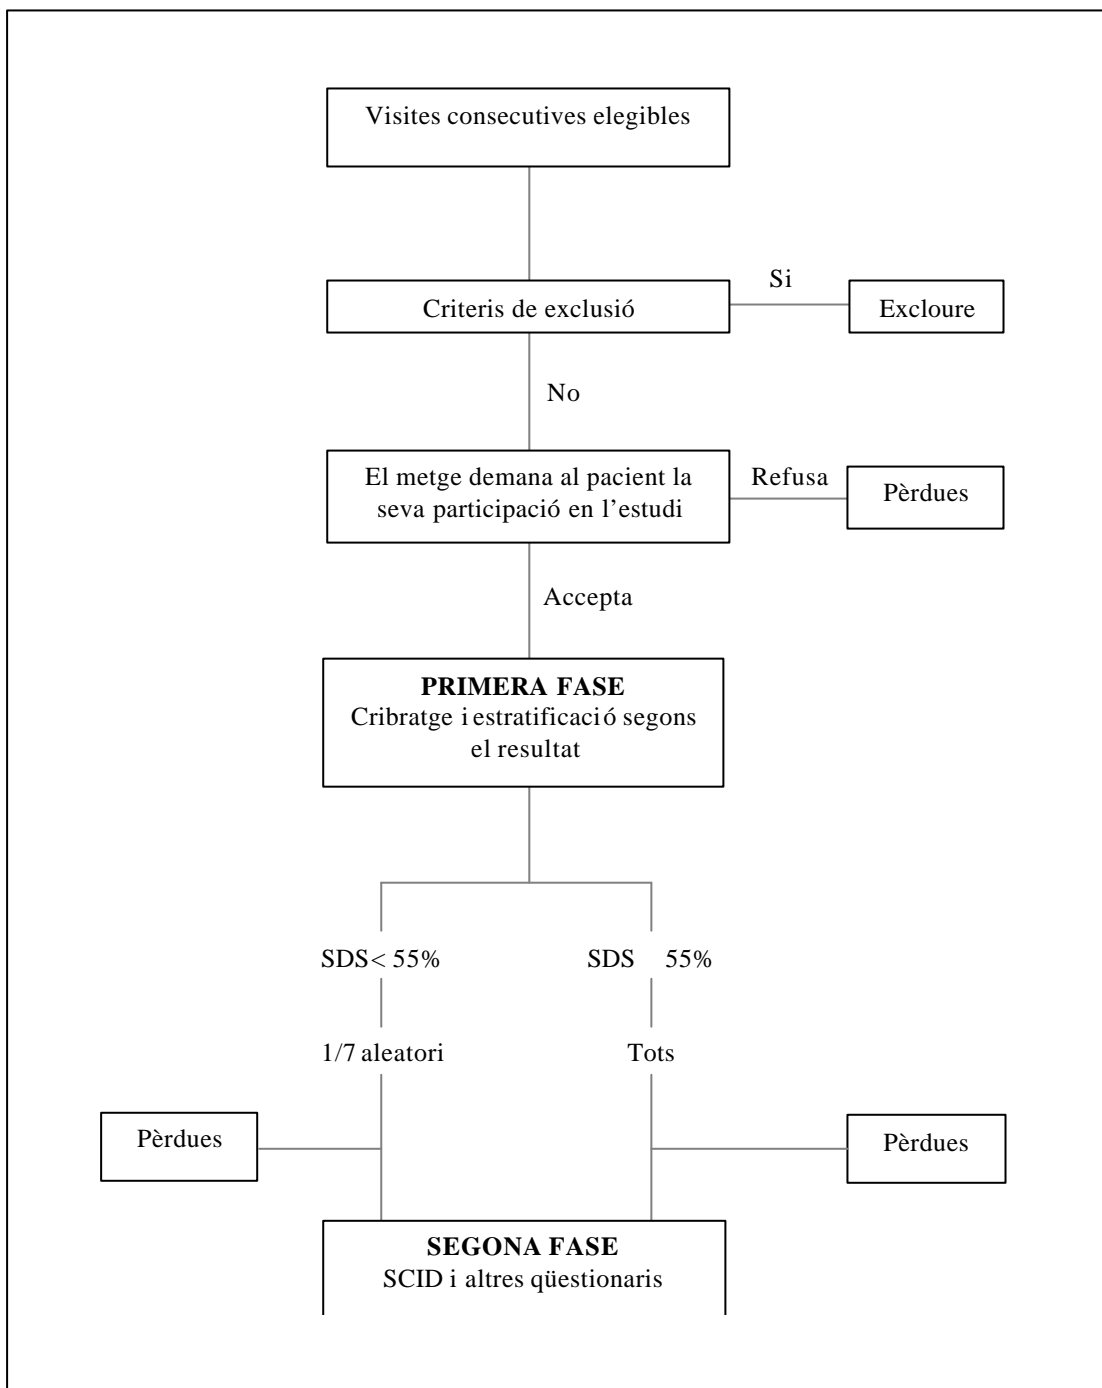 Visites consecutives elegibles
Si
Criteris de exclusió
Excloure
No
El metge demana al pacient la
seva participació en l’estudi
Refusa
Pèrdues
Accepta
PRIMERA FASE
Cribratge i estratificació segons
el resultat
SDS< 55%
SDS 55%
1/7 aleatori
Tots
Pèrdues
Pèrdues
SEGONA FASE
SCID i altres qüestionaris